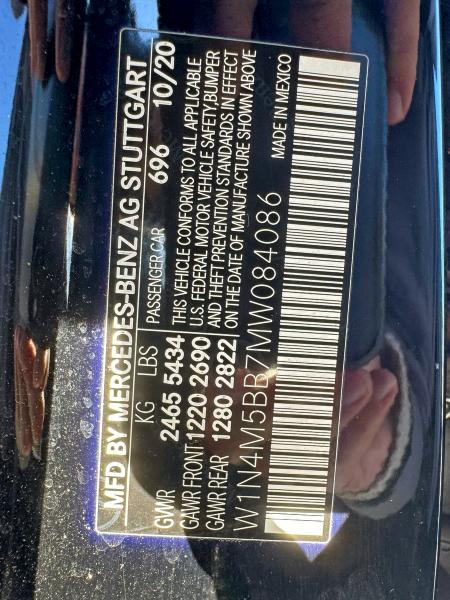 MFD BY MERCEDES-BENZ AG STUTTGART
KG LBS 696 10/20
PASSENGER CAR
GWR 2465 5434 THIS VEHICLE CONFORMS TO ALL APPLICABLE
GAWR FRONT 1220 2690 U.S. FEDERAL MOTOR VEHICLE SAFETY,BUMPER
GAWR REAR 1280 2822 AND THEFT PREVENTION STANDARDS IN EFFECT
ON THE DATE OF MANUFACTURE SHOWN ABOVE
W1N4M5BB7MW084086 MADE IN MEXICO